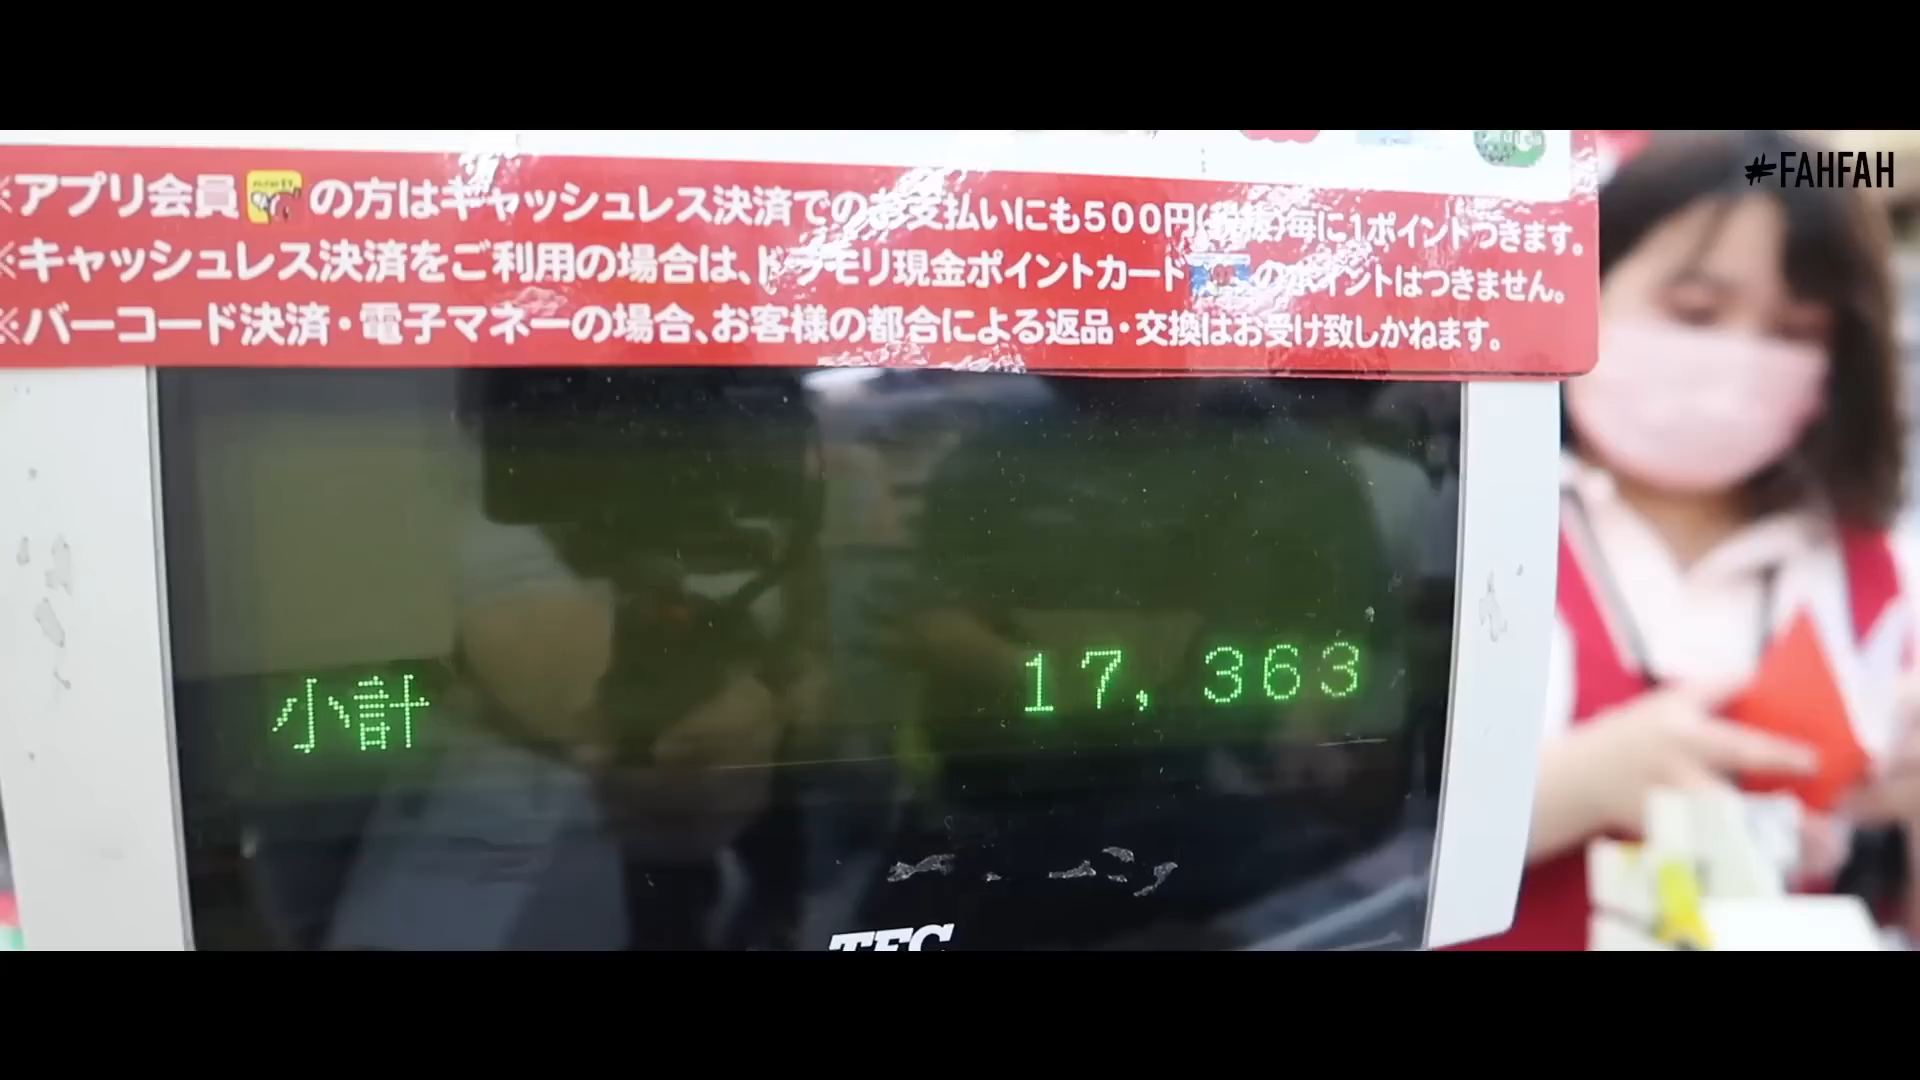 #FAHFAH
※アプリ会員の方はキャッシュレス決済でのお支払いにも500円(税抜)毎に1ポイントつきます。
※キャッシュレス決済をご利用の場合は、ドラモリ現金ポイントカードのポイントはつきません。
※バーコード決済・電子マネーの場合、お客様の都合による返品・交換はお受け致しかねます。
小計 17,363
TEC